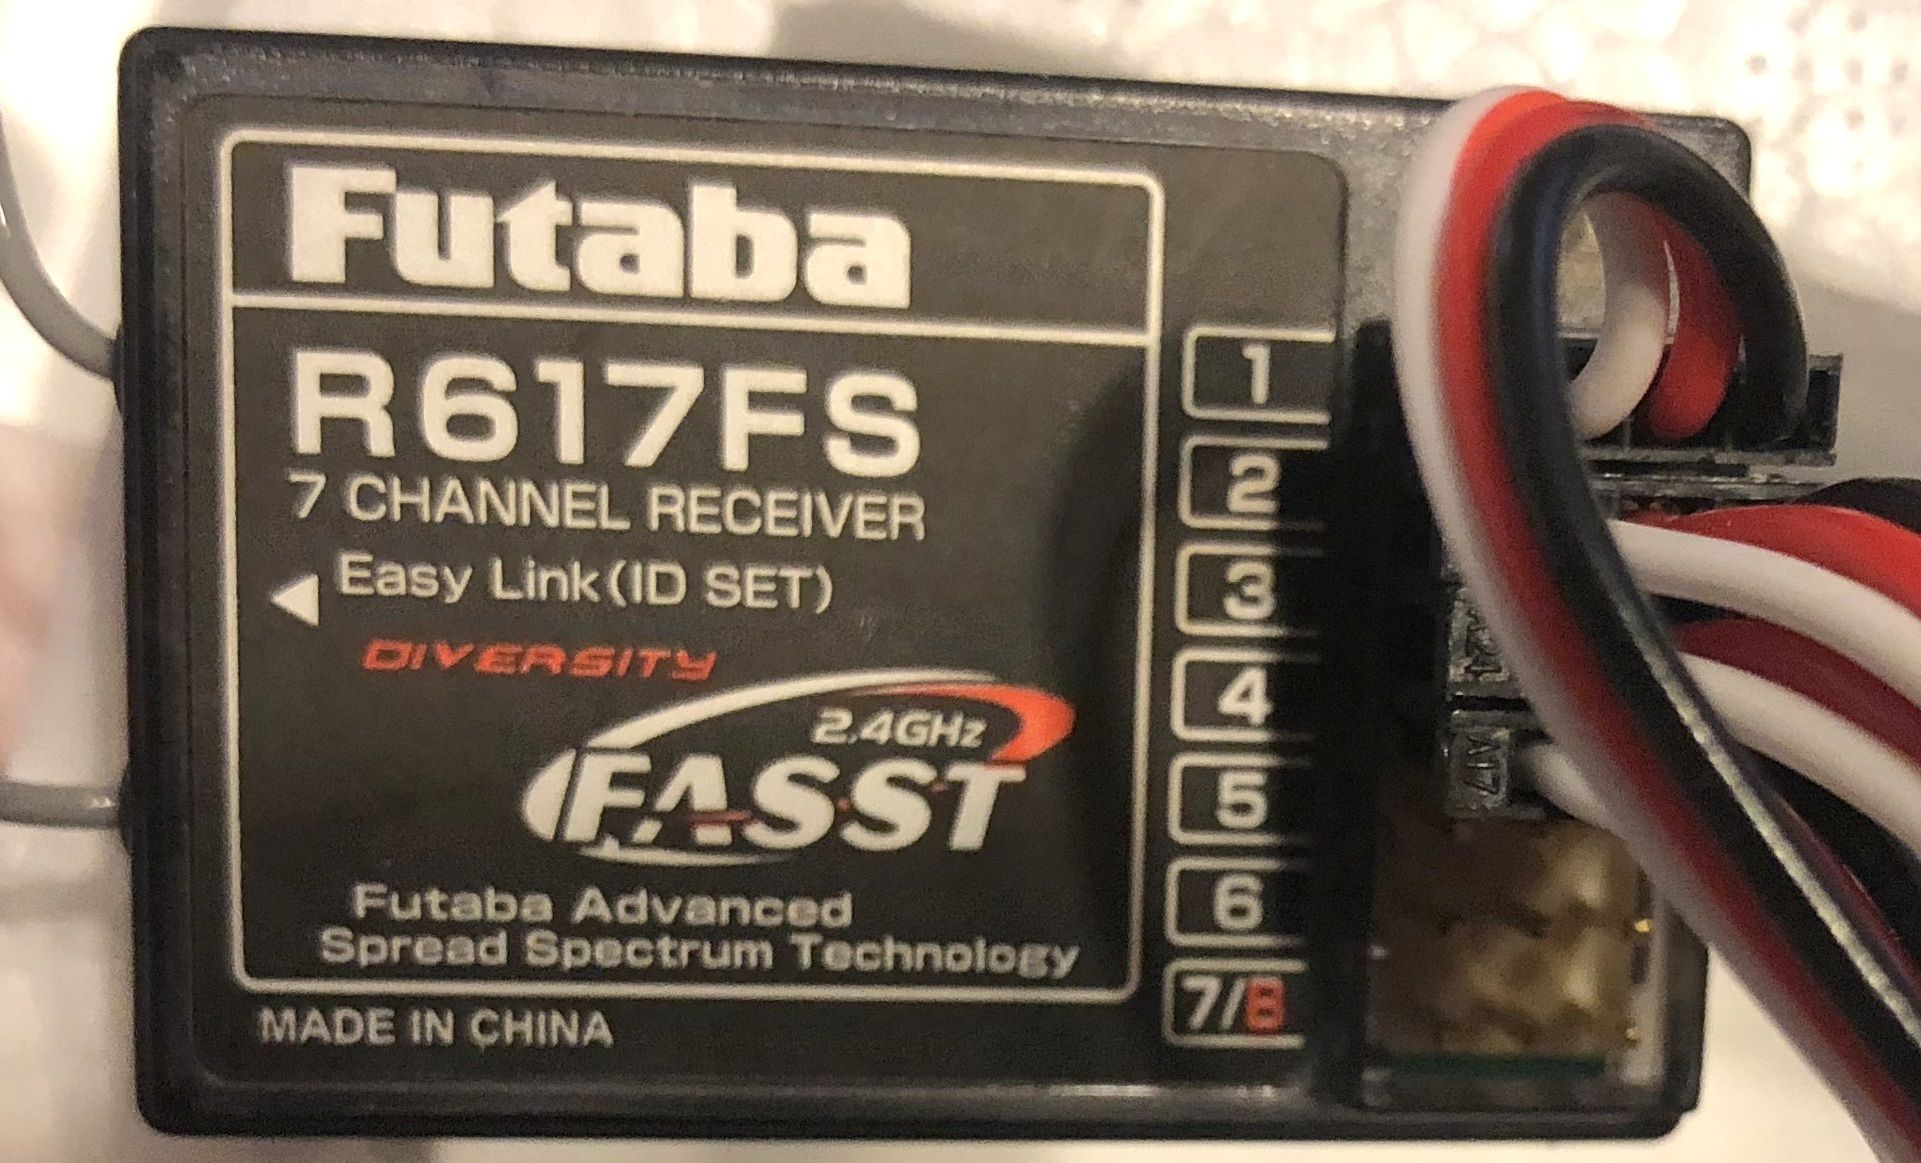 Futaba
R617FS
7 CHANNEL RECEIVER
Easy Link(ID SET)
DIVERSITY
2.4GHz
FASST
Futaba Advanced
Spread Spectrum Technology
MADE IN CHINA
1
2
3
4
5
6
7/B
A17